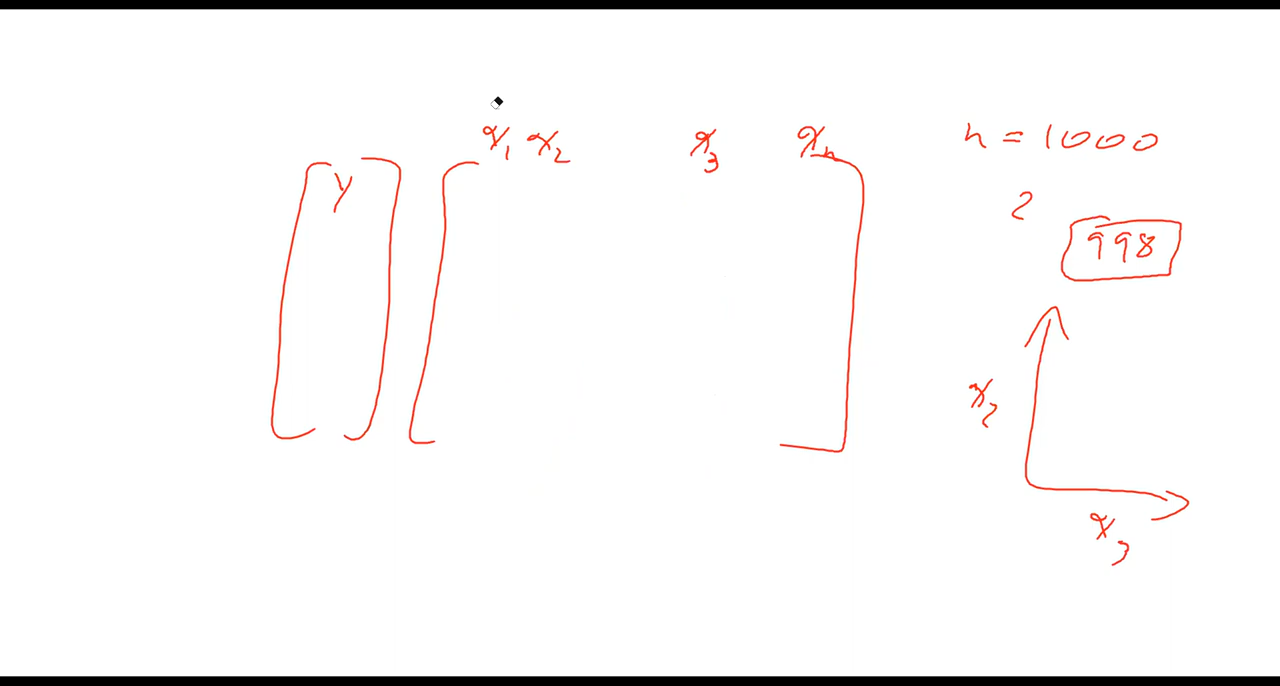 x₁ x₂ x₃ xₙ
n = 1000
y
2
998
x₂
x₃